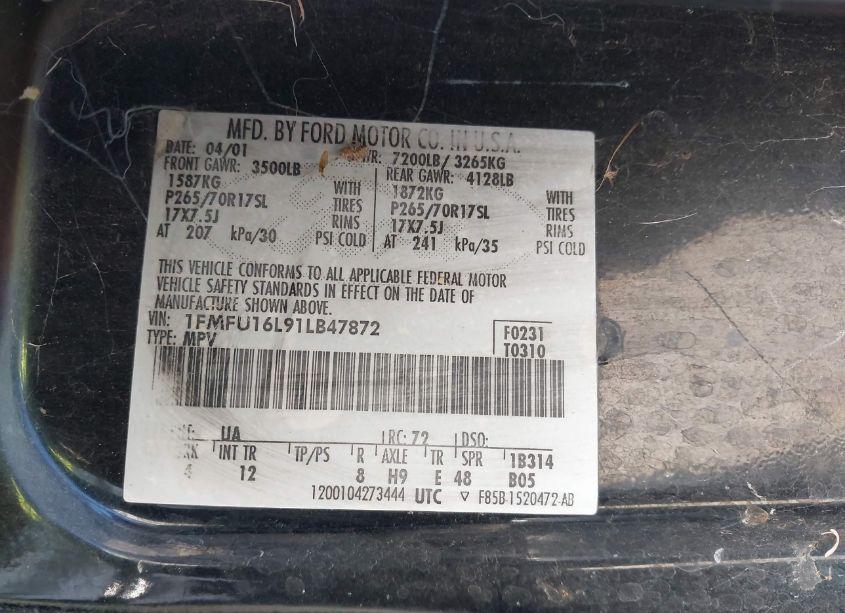 MFD. BY FORD MOTOR CO. IN U.S.A.
DATE: 04/01 WR: 7200LB/ 3265KG
FRONT GAWR: 3500LB REAR GAWR: 4128LB
1587KG WITH 1872KG WITH
P265/70R17SL TIRES P265/70R17SL TIRES
17X7.5J RIMS 17X7.5J RIMS
AT 207 kPa/30 PSI COLD AT 241 kPa/35 PSI COLD
THIS VEHICLE CONFORMS TO ALL APPLICABLE FEDERAL MOTOR
VEHICLE SAFETY STANDARDS IN EFFECT ON THE DATE OF
MANUFACTURE SHOWN ABOVE.
VIN: 1FMFU16L91LB47872 F0231
TYPE: MPV T0310
UA RC: 72 DSO:
RK INT TR TP/PS R AXLE TR SPR 1B314
4 12 8 H9 E 48 B05
1200104273444 UTC ▽ F85B-1520472-AB